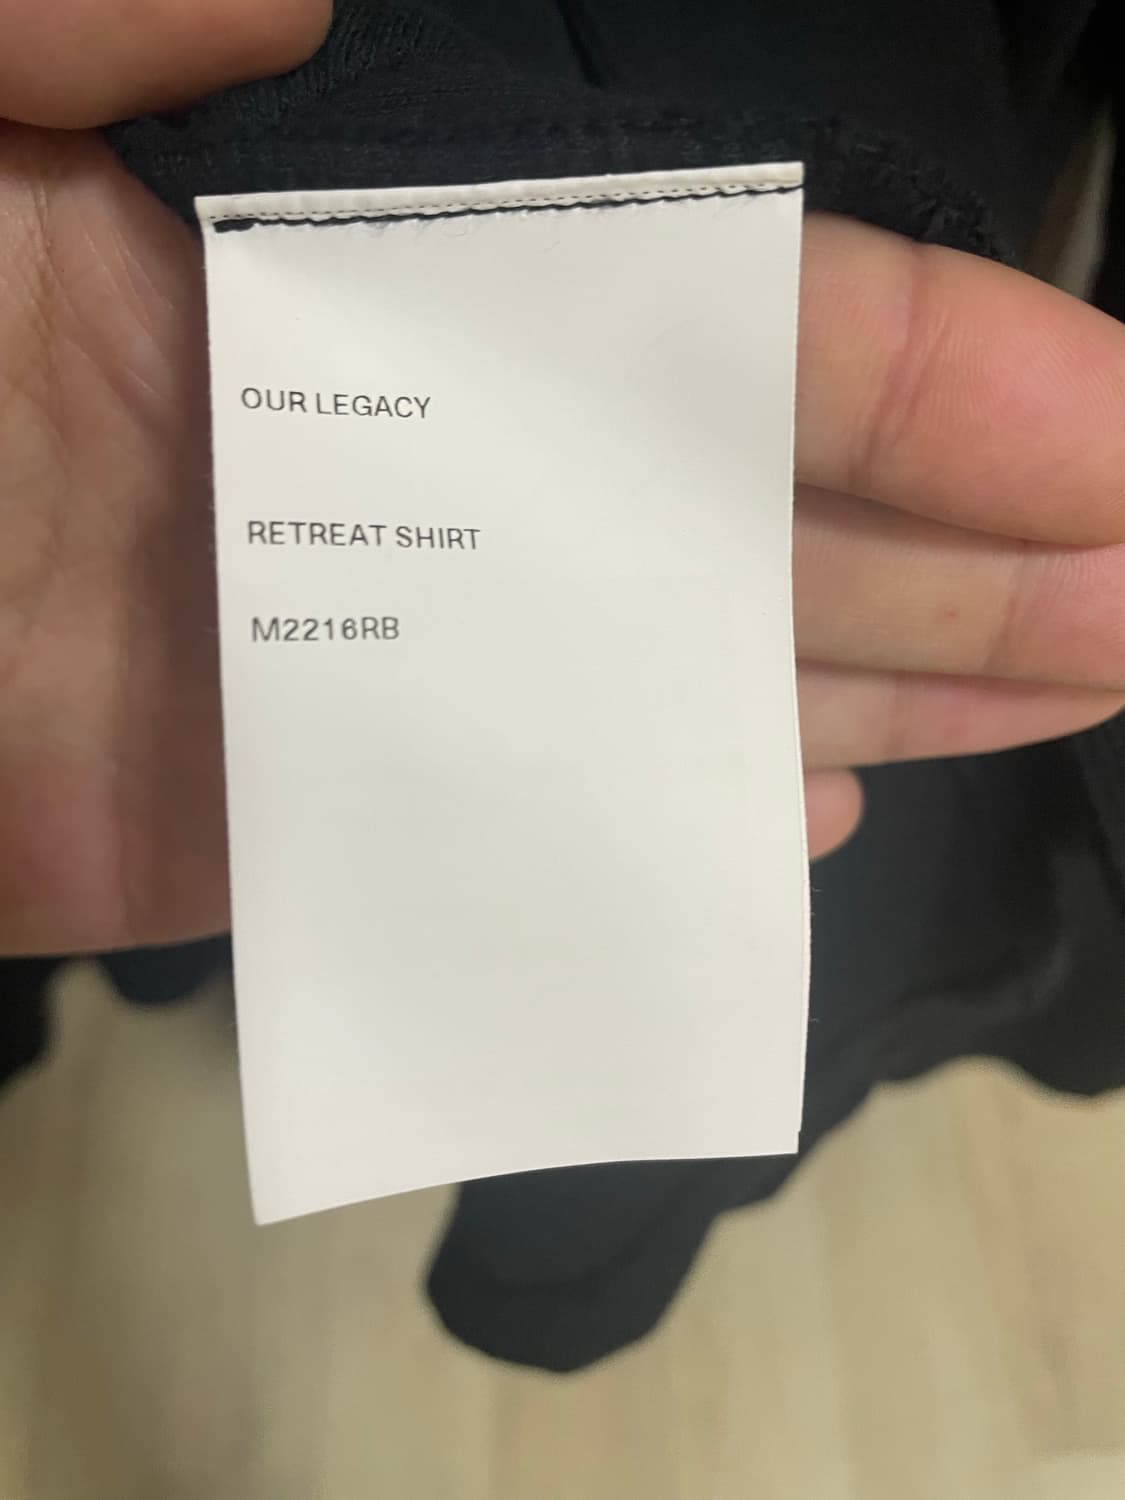 OUR LEGACY
RETREAT SHIRT
M2216RB